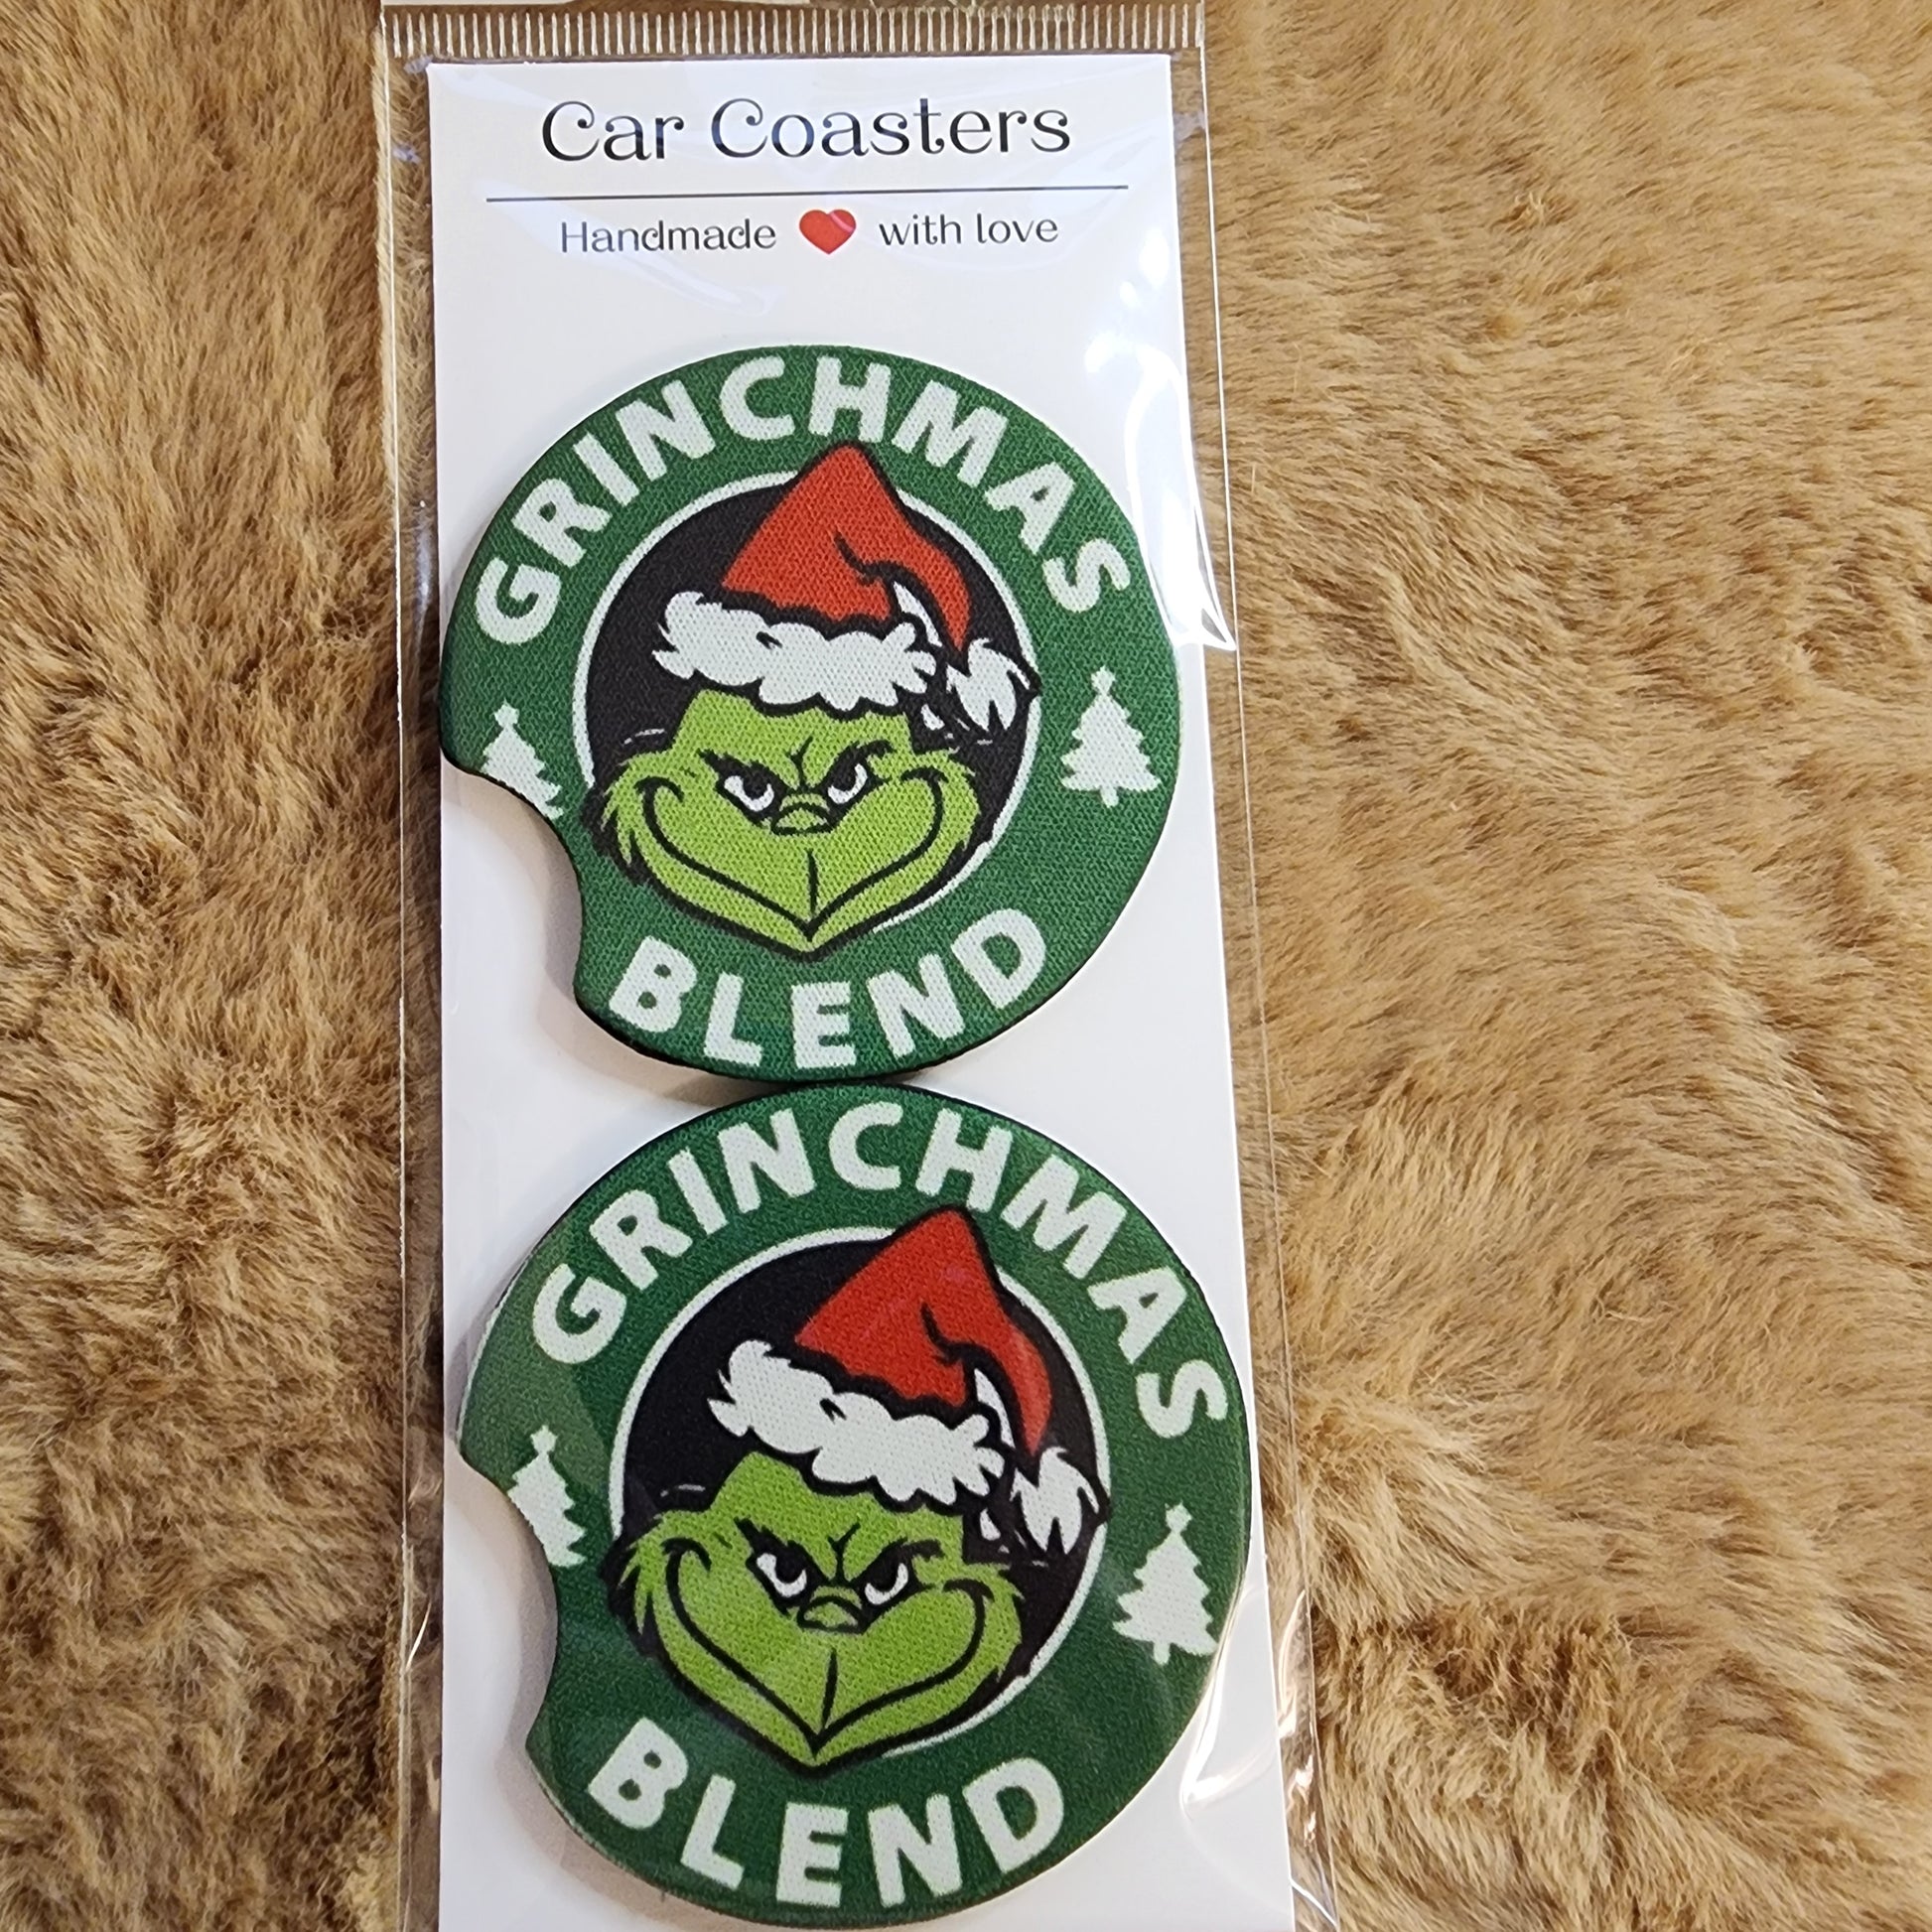 Car Coasters
Handmade with love
GRINCHMAS
BLEND
GRINCHMAS
BLEND